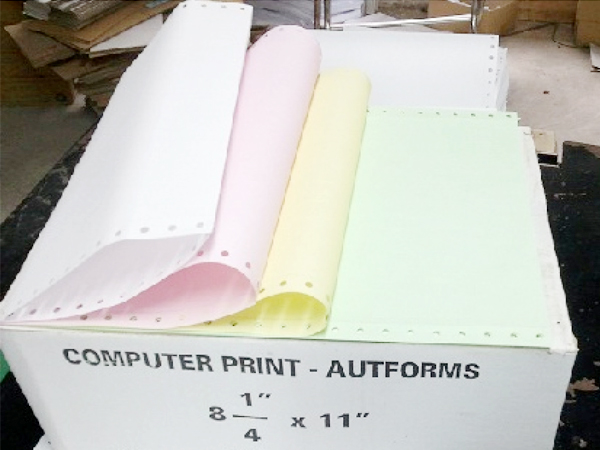 COMPUTER PRINT - AUTFORMS
8 1/4" x 11"